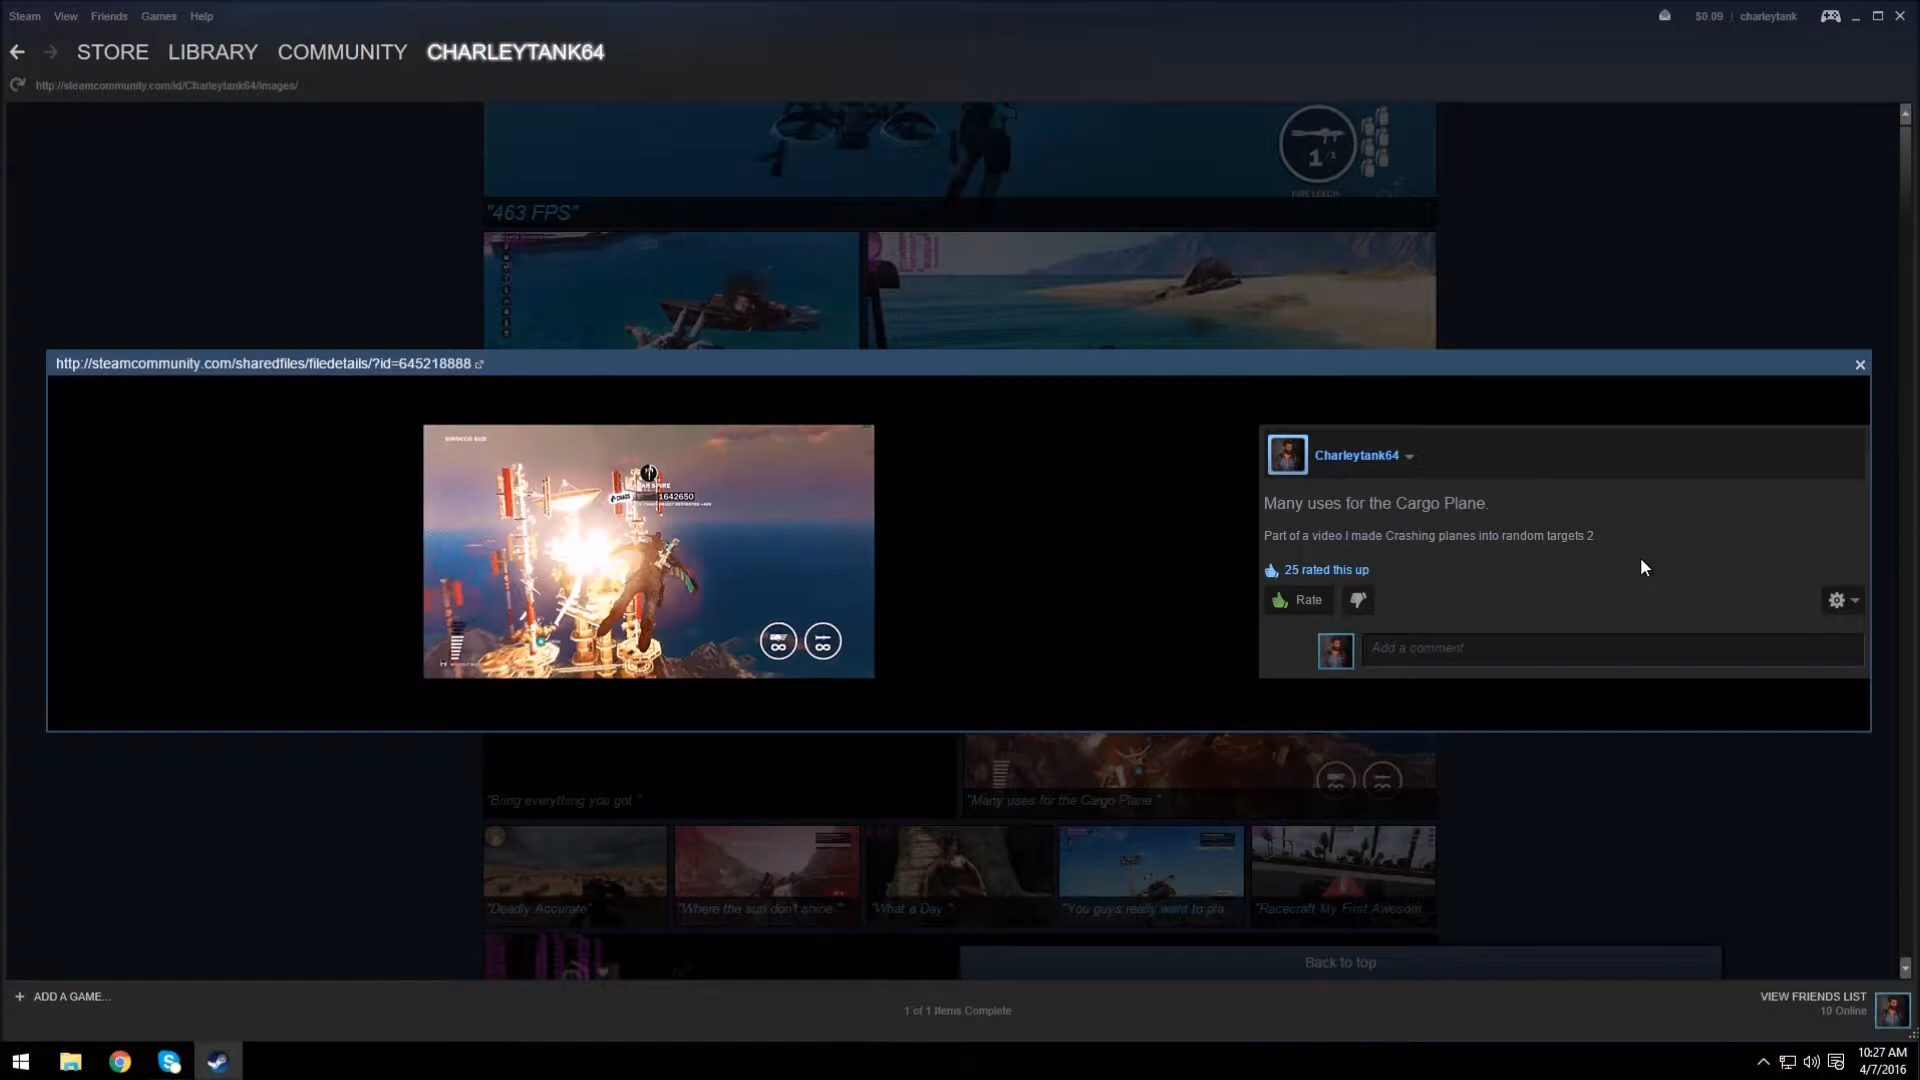 Steam View Friends Games Help
$0.09 charleytank
STORE LIBRARY COMMUNITY CHARLEYTANK64
http://steamcommunity.com/id/Charleytank64/images/
1/1
FIRE LEECH
"463 FPS"
http://steamcommunity.com/sharedfiles/filedetails/?id=645218888
CHAOS 1642650
Charleytank64
Many uses for the Cargo Plane.
Part of a video I made Crashing planes into random targets 2
25 rated this up
Rate
Add a comment
"Bring everything you got "
"Many uses for the Cargo Plane "
"Deadly Accurate"
"Where the sun don't shine "
"What a Day "
"You guys really want to pla
"Racecraft My First Awesom
Back to top
+ ADD A GAME...
1 of 1 Items Complete
VIEW FRIENDS LIST
10 Online
10:27 AM
4/7/2016